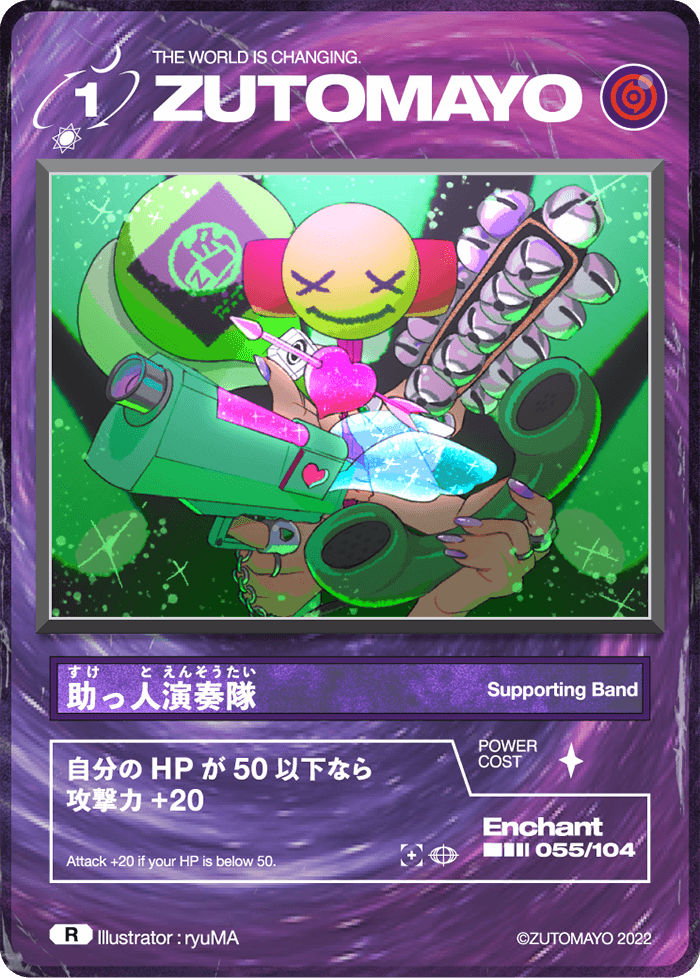 THE WORLD IS CHANGING.
1 ZUTOMAYO
すけ と えんそうたい
助っ人演奏隊
Supporting Band
自分の HP が 50 以下なら
攻撃力 +20
Attack +20 if your HP is below 50.
POWER
COST
Enchant
055/104
R Illustrator : ryuMA
©ZUTOMAYO 2022